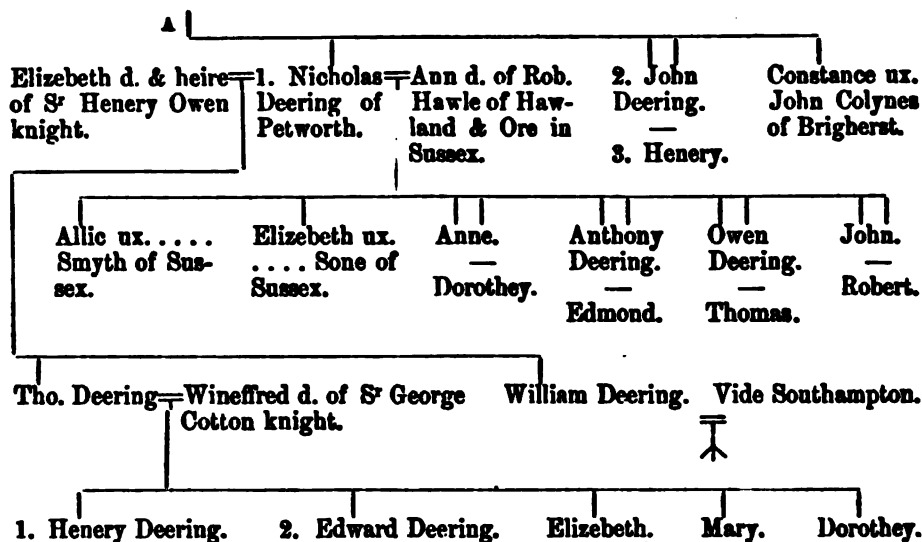 A
Elizebeth d. & heire
of Sr Henery Owen
knight.
1. Nicholas
Deering of
Petworth.
Ann d. of Rob.
Hawle of Haw-
land & Ore in
Sussex.
2. John
Deering.
—
3. Henery.
Constance ux.
John Colynes
of Brigherst.
Allic ux.....
Smyth of Sus-
sex.
Elizebeth ux.
.... Sone of
Sussex.
Anne.
—
Dorothey.
Anthony
Deering.
—
Edmond.
Owen
Deering.
—
Thomas.
John.
—
Robert.
Tho. Deering
Wineffred d. of Sr George
Cotton knight.
William Deering. Vide Southampton.
1. Henery Deering.
2. Edward Deering.
Elizebeth.
Mary.
Dorothey.